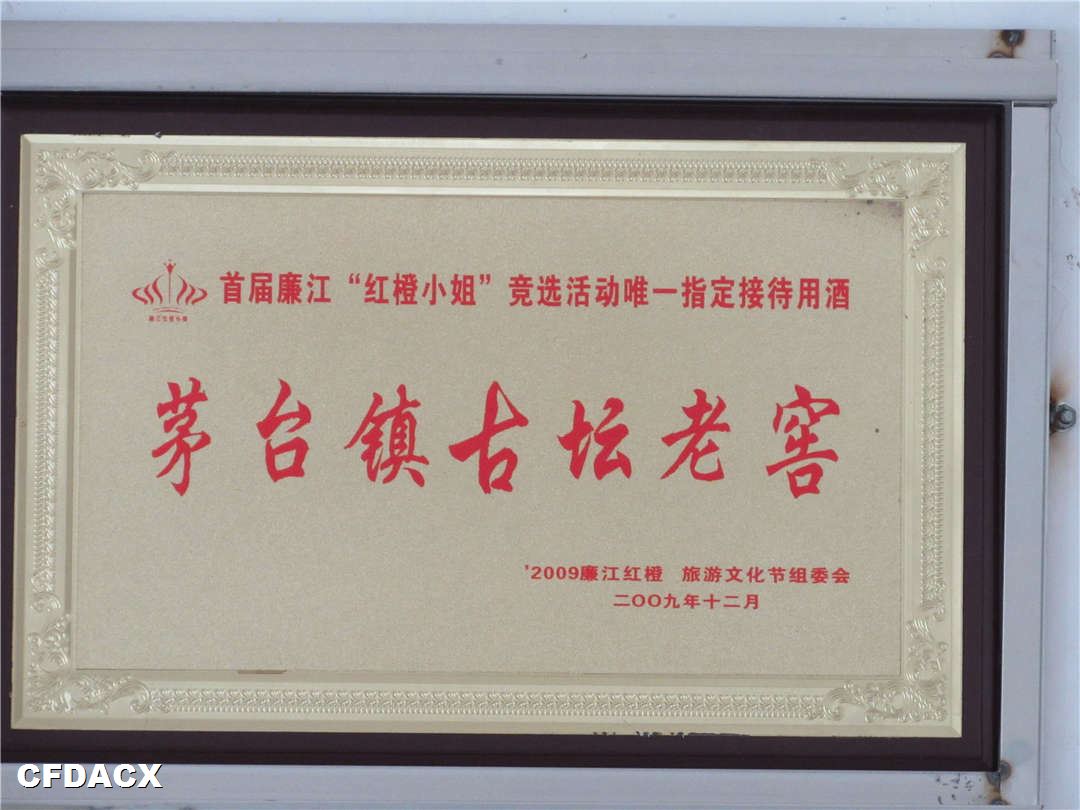 首届廉江“红橙小姐”竞选活动唯一指定接待用酒
茅台镇古坛老窖
'2009廉江红橙 旅游文化节组委会
二OO九年十二月
CFDACX